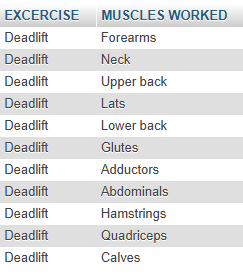 EXCERCISE MUSCLES WORKED
Deadlift Forearms
Deadlift Neck
Deadlift Upper back
Deadlift Lats
Deadlift Lower back
Deadlift Glutes
Deadlift Adductors
Deadlift Abdominals
Deadlift Hamstrings
Deadlift Quadriceps
Deadlift Calves